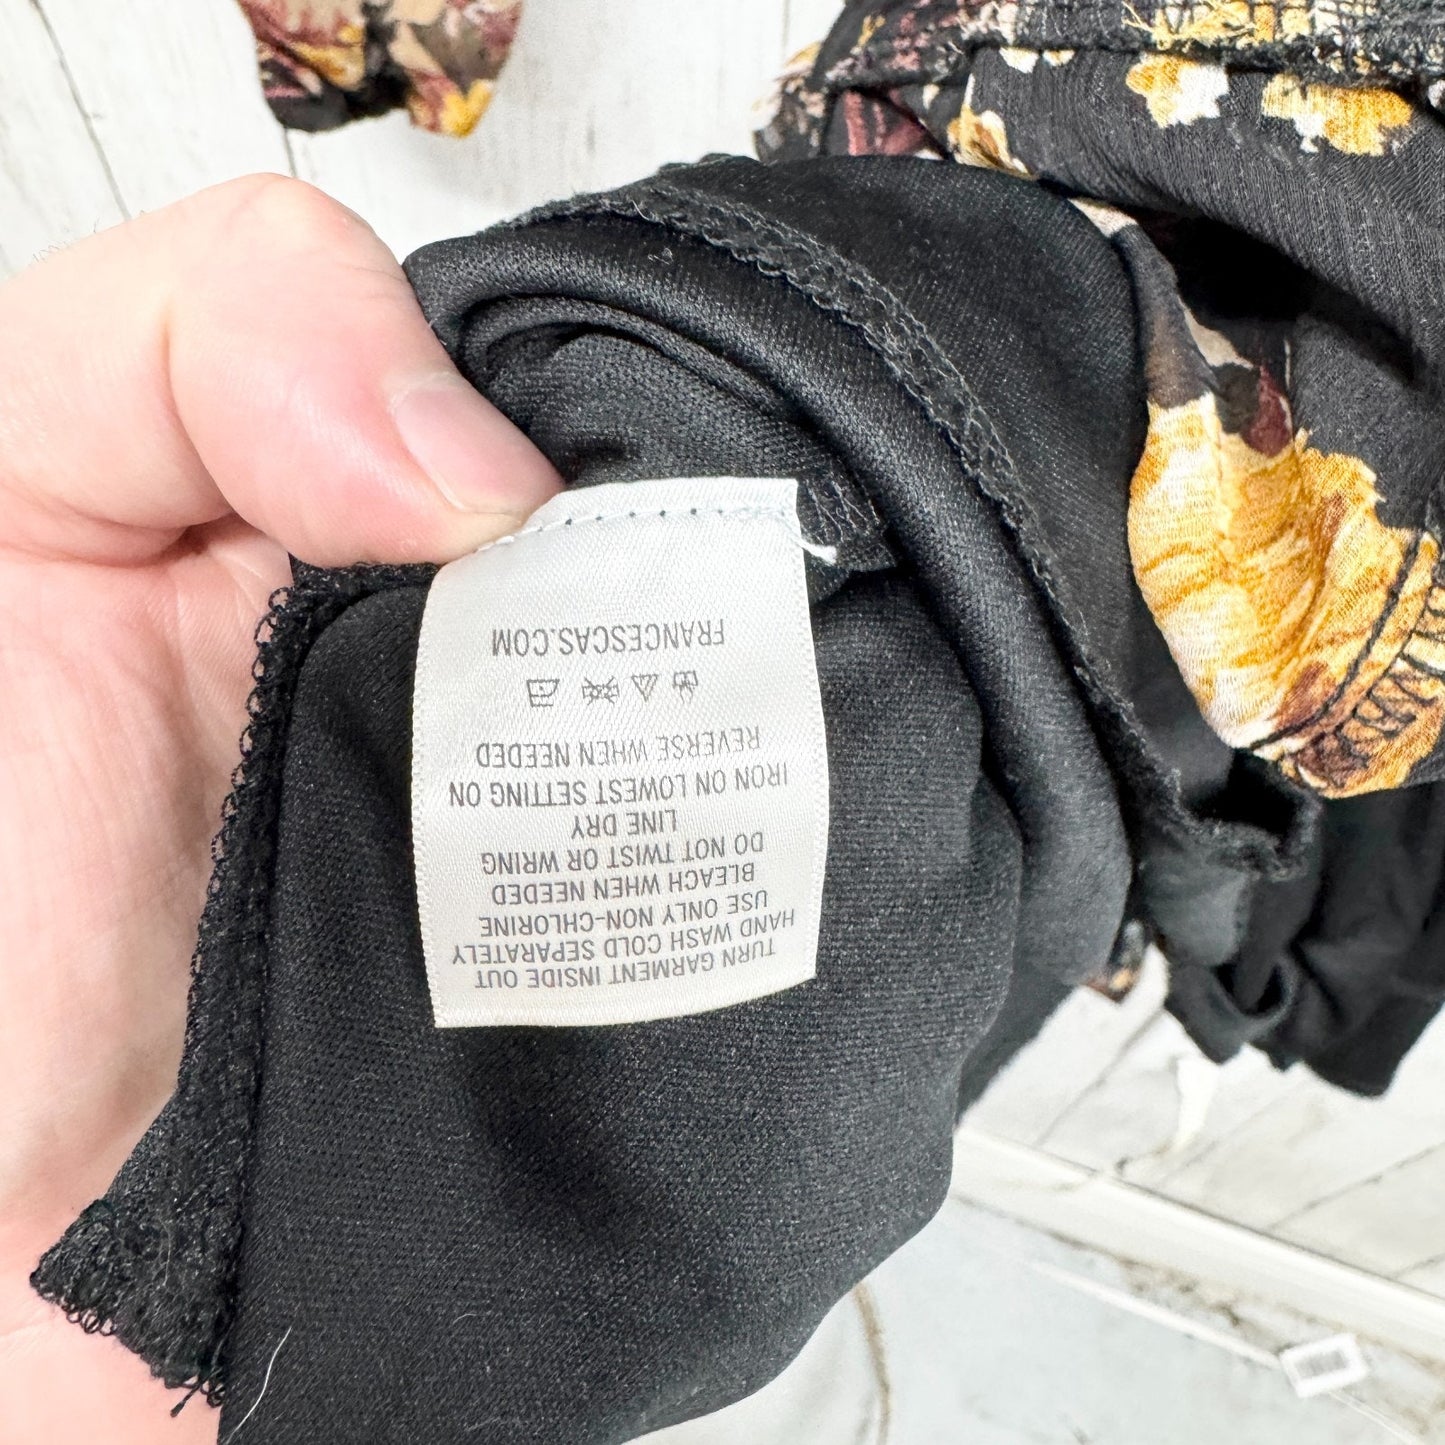 TURN GARMENT INSIDE OUT
HAND WASH COLD SEPARATELY
USE ONLY NON-CHLORINE
BLEACH WHEN NEEDED
DO NOT TWIST OR WRING
LINE DRY
IRON ON LOWEST SETTING ON
REVERSE WHEN NEEDED
FRANCESCAS.COM